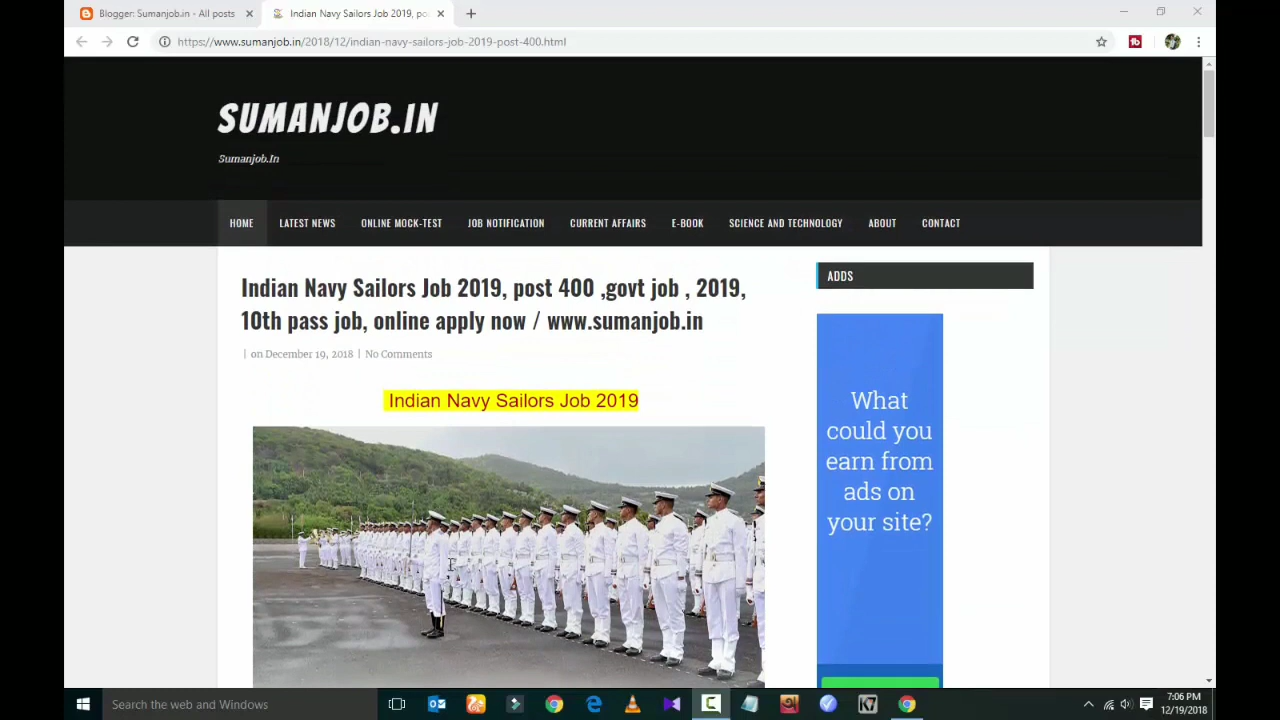 Blogger: Sumanjob.in - All posts
Indian Navy Sailors Job 2019, po
https://www.sumanjob.in/2018/12/indian-navy-sailors-job-2019-post-400.html
SUMANJOB.IN
Sumanjob.In
HOME LATEST NEWS ONLINE MOCK-TEST JOB NOTIFICATION CURRENT AFFAIRS E-BOOK SCIENCE AND TECHNOLOGY ABOUT CONTACT
Indian Navy Sailors Job 2019, post 400 ,govt job , 2019,
10th pass job, online apply now / www.sumanjob.in
| on December 19, 2018 | No Comments
Indian Navy Sailors Job 2019
ADDS
What
could you
earn from
ads on
your site?
Search the web and Windows
7:06 PM
12/19/2018